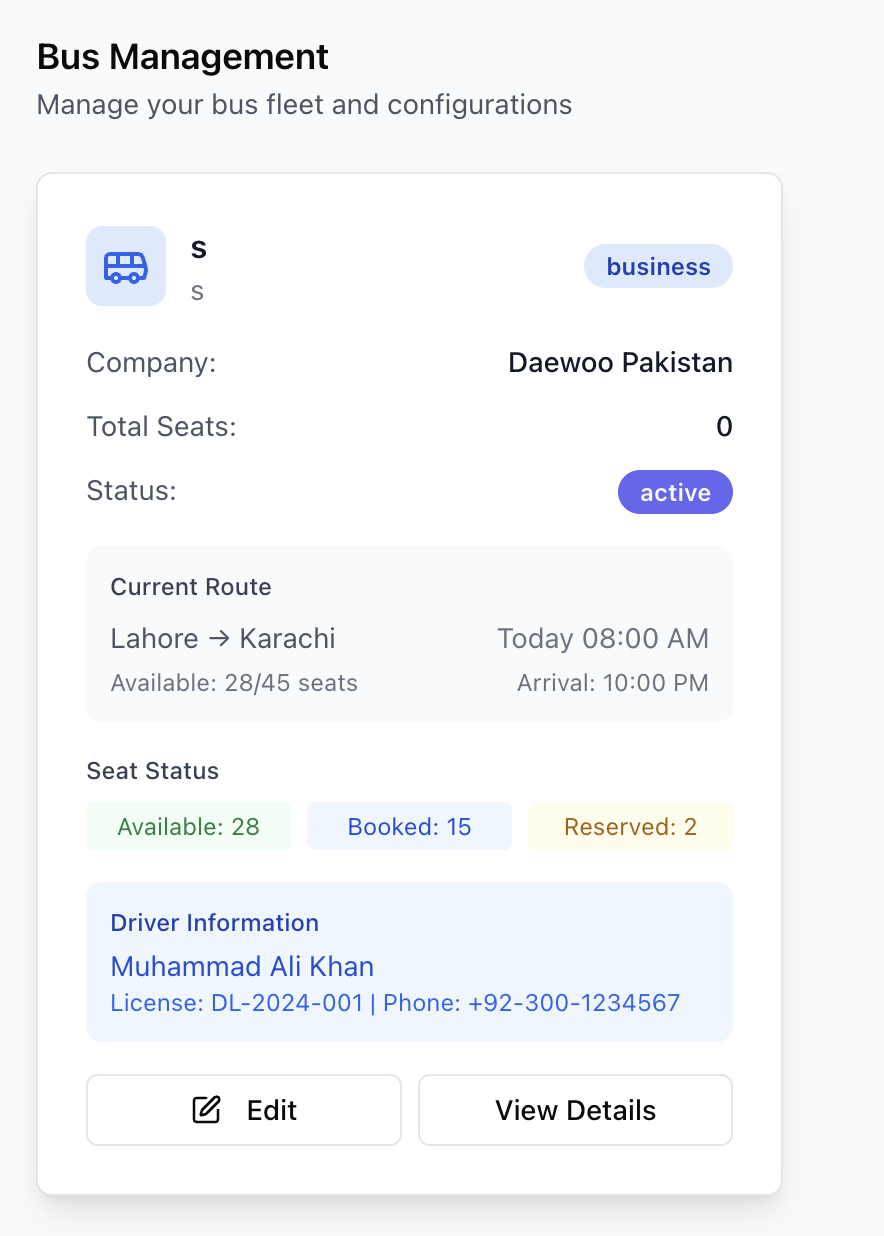 Bus Management
Manage your bus fleet and configurations
s
business
s
Company: Daewoo Pakistan
Total Seats: 0
Status: active
Current Route
Lahore → Karachi Today 08:00 AM
Available: 28/45 seats Arrival: 10:00 PM
Seat Status
Available: 28 Booked: 15 Reserved: 2
Driver Information
Muhammad Ali Khan
License: DL-2024-001 | Phone: +92-300-1234567
Edit View Details